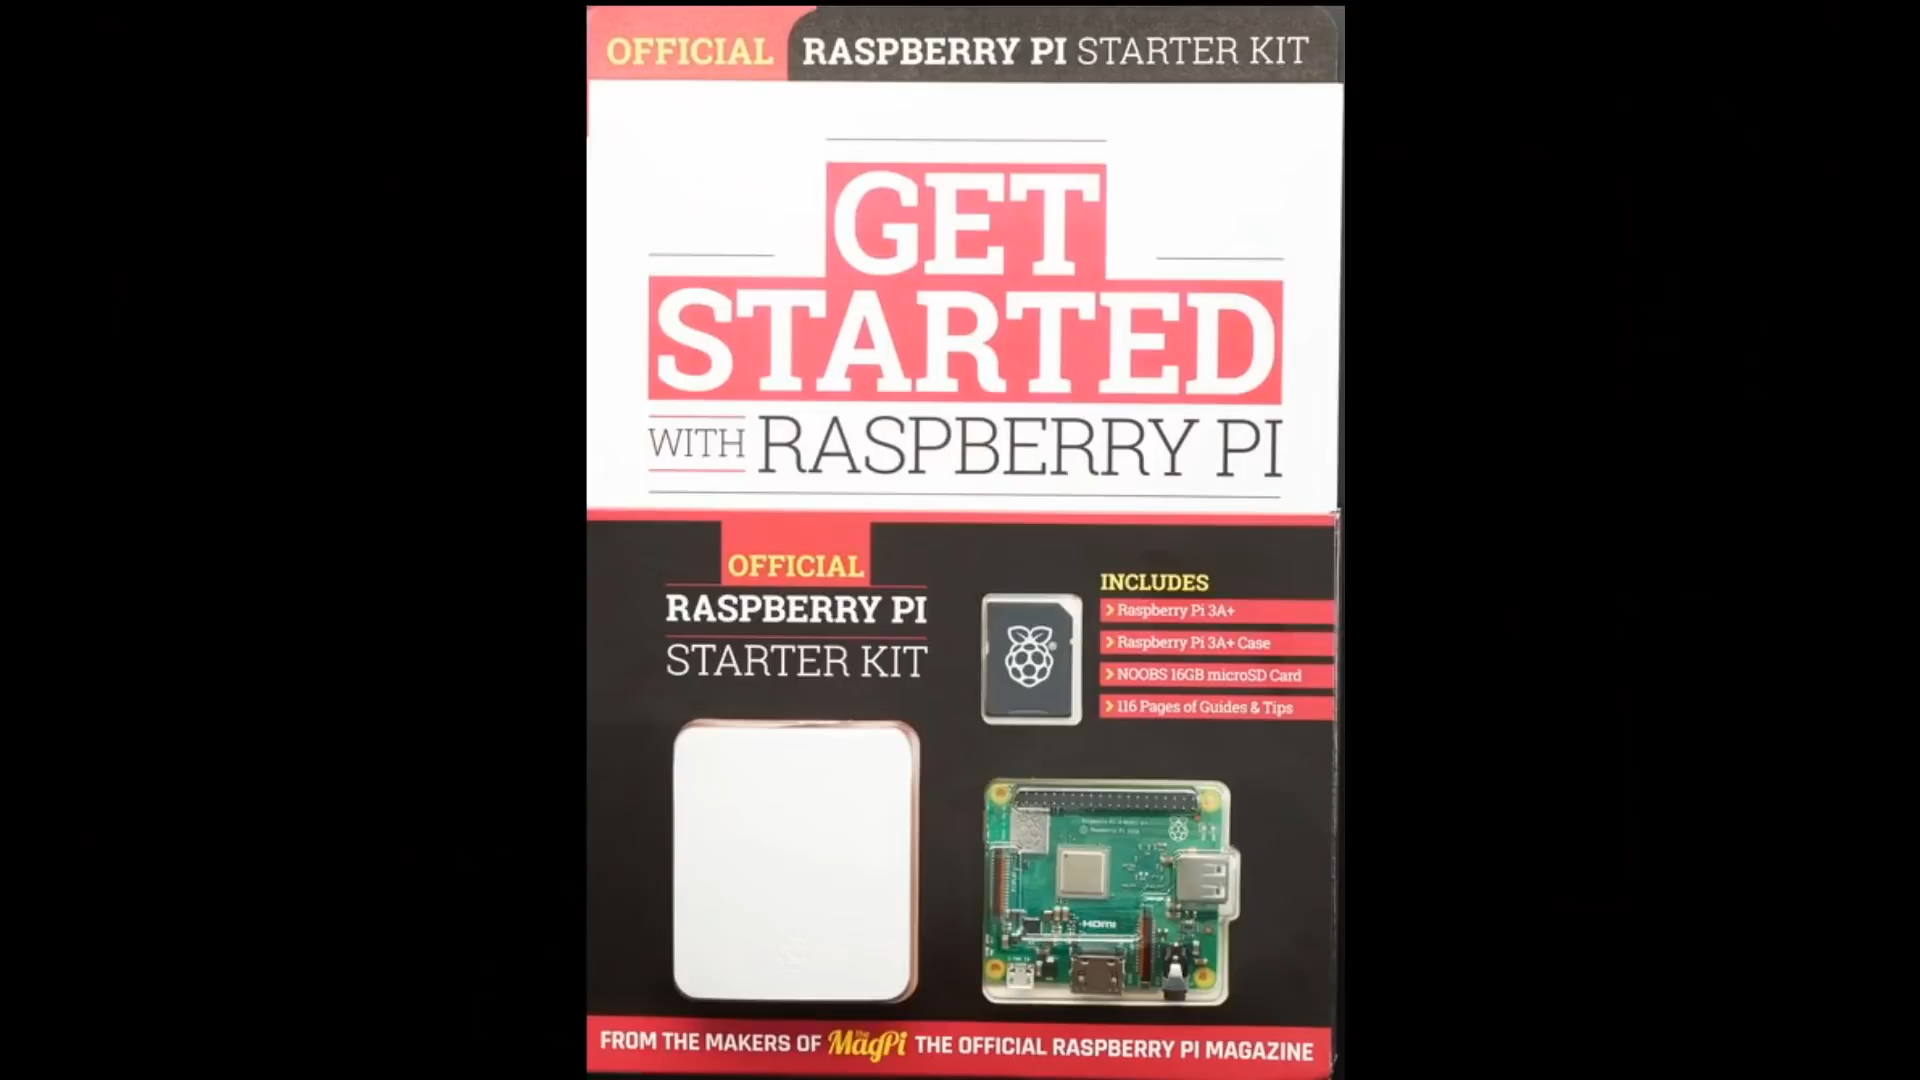 OFFICIAL RASPBERRY PI STARTER KIT
GET
STARTED
WITH RASPBERRY PI
OFFICIAL
RASPBERRY PI
STARTER KIT
INCLUDES
> Raspberry Pi 3A+
> Raspberry Pi 3A+ Case
> NOOBS 16GB microSD Card
> 116 Pages of Guides & Tips
HDMI
FROM THE MAKERS OF the MagPi THE OFFICIAL RASPBERRY PI MAGAZINE